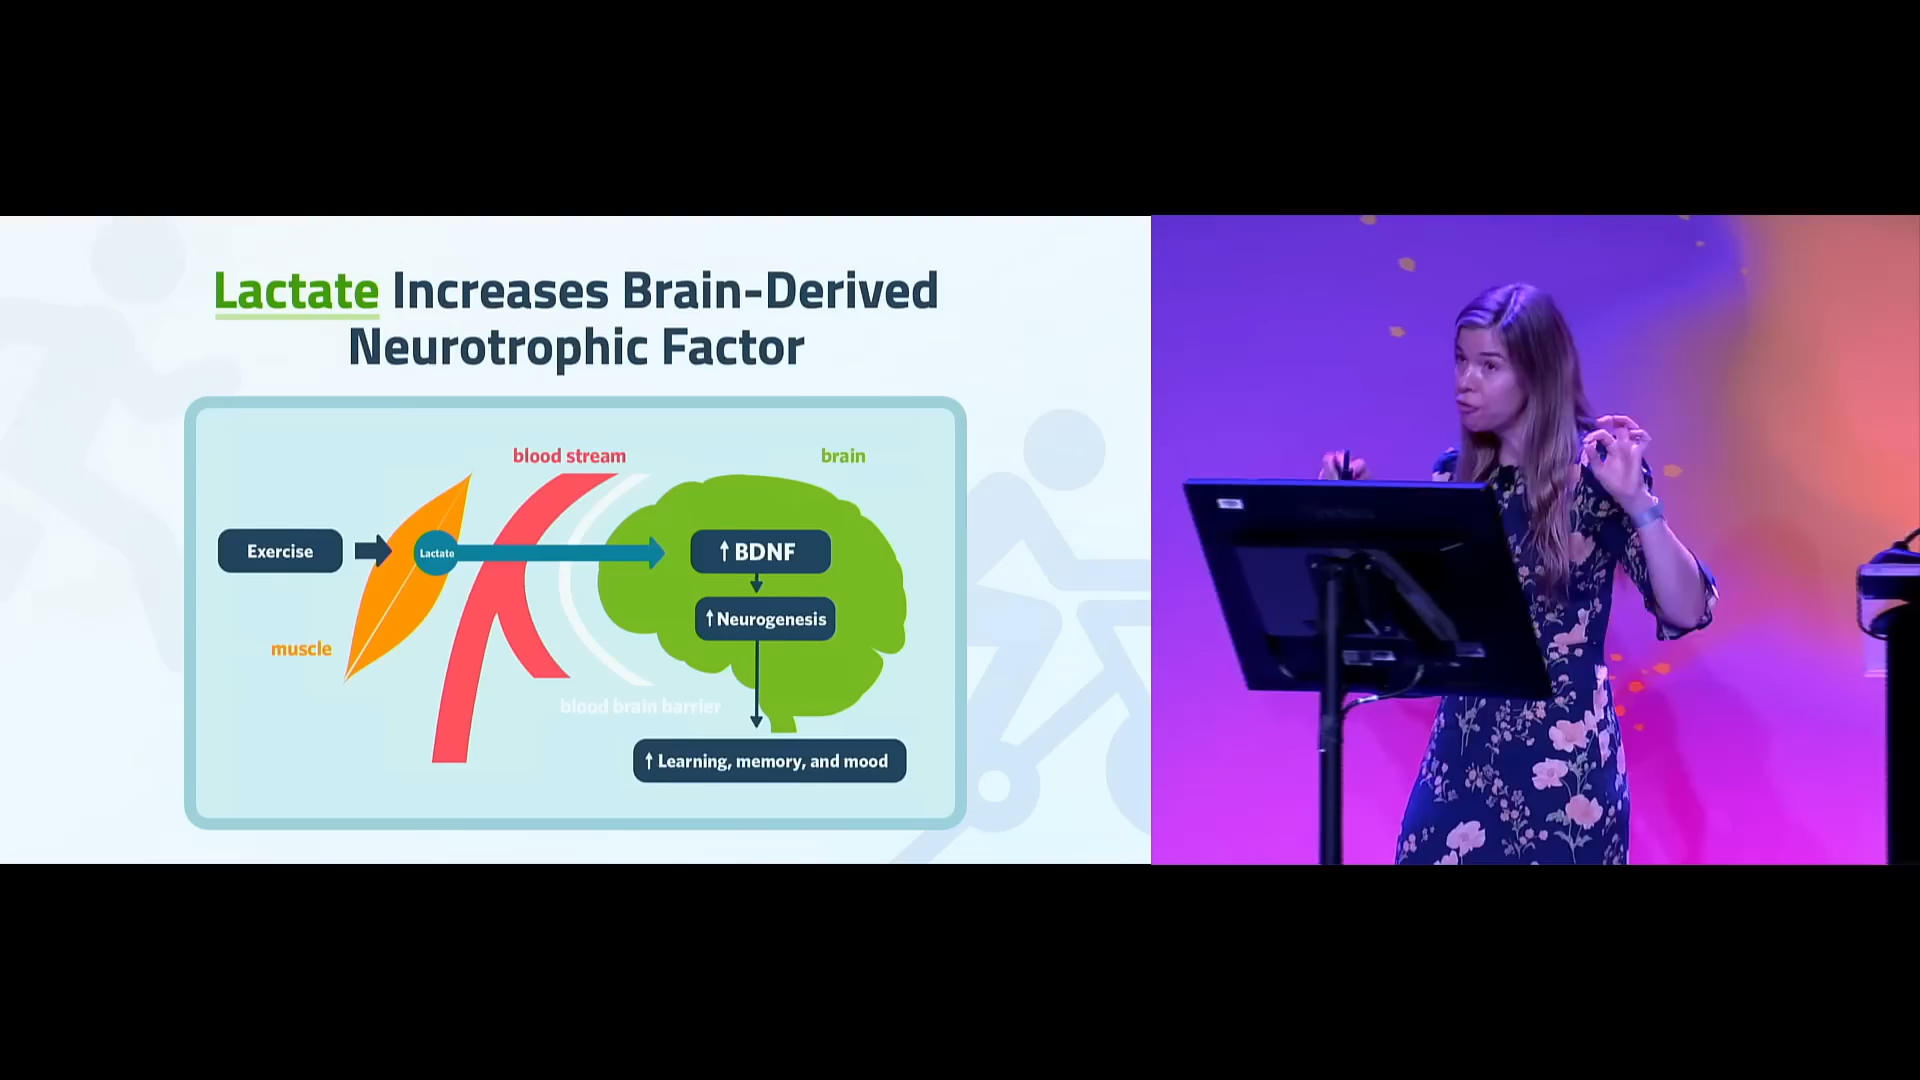 Lactate Increases Brain-Derived
Neurotrophic Factor
blood stream
brain
Exercise
Lactate
↑ BDNF
↑ Neurogenesis
muscle
blood brain barrier
↑ Learning, memory, and mood